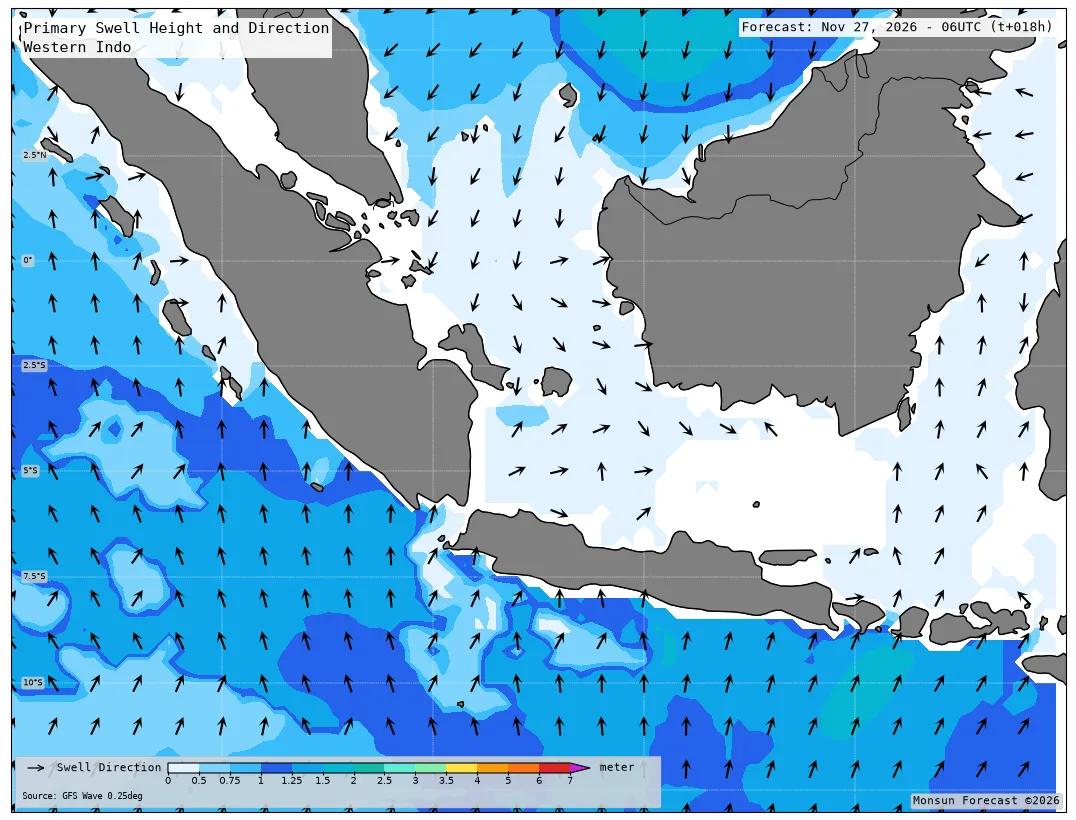 Primary Swell Height and Direction
Western Indo
Forecast: Nov 27, 2026 - 06UTC (t+018h)
2.5°N
0°
2.5°S
5°S
7.5°S
10°S
Swell Direction
0 0.5 0.75 1 1.25 1.5 2 2.5 3 3.5 4 5 6 7
meter
Source: GFS Wave 0.25deg
Monsun Forecast ©2026